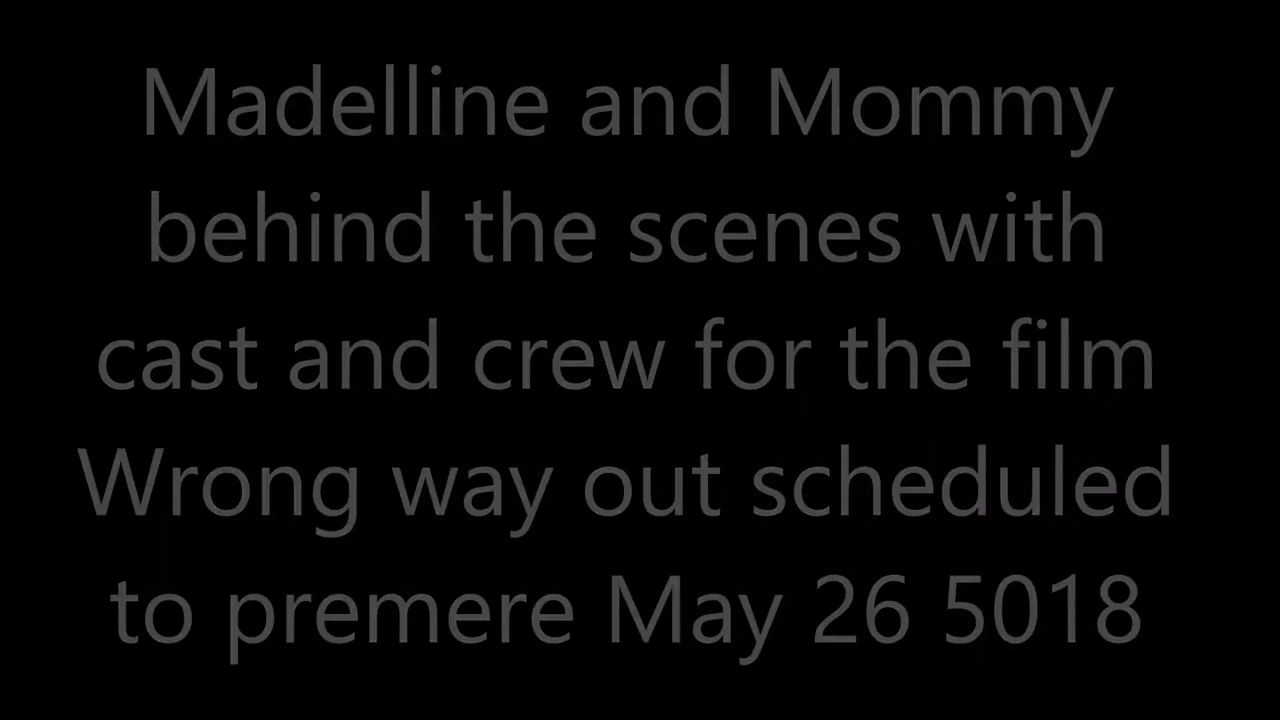 Madelline and Mommy
behind the scenes with
cast and crew for the film
Wrong way out scheduled
to premere May 26 5018